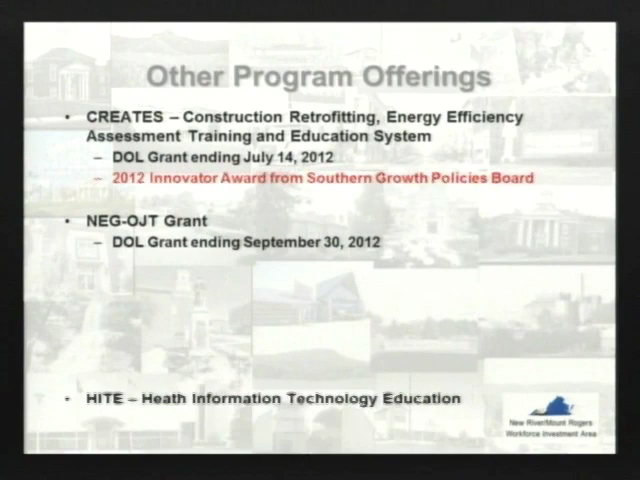 Other Program Offerings
• CREATES – Construction Retrofitting, Energy Efficiency
Assessment Training and Education System
– DOL Grant ending July 14, 2012
– 2012 Innovator Award from Southern Growth Policies Board
• NEG-OJT Grant
– DOL Grant ending September 30, 2012
• HITE – Heath Information Technology Education
New River/Mount Rogers
Workforce Investment Area